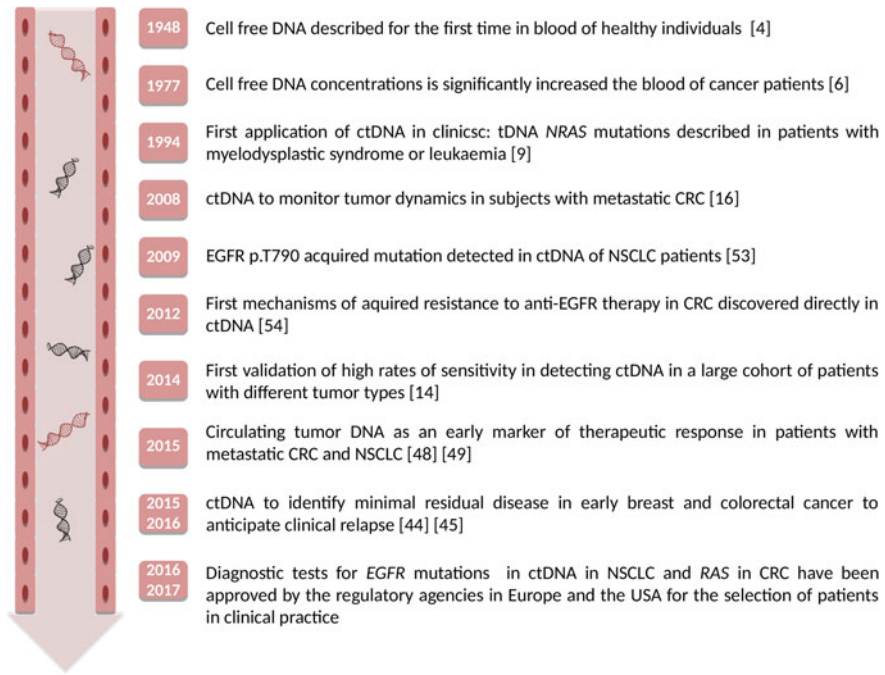 1948
Cell free DNA described for the first time in blood of healthy individuals [4]
1977
Cell free DNA concentrations is significantly increased the blood of cancer patients [6]
1994
First application of ctDNA in clinicsc: tDNA NRAS mutations described in patients with
myelodysplastic syndrome or leukaemia [9]
2008
ctDNA to monitor tumor dynamics in subjects with metastatic CRC [16]
2009
EGFR p.T790 acquired mutation detected in ctDNA of NSCLC patients [53]
2012
First mechanisms of aquired resistance to anti-EGFR therapy in CRC discovered directly in
ctDNA [54]
2014
First validation of high rates of sensitivity in detecting ctDNA in a large cohort of patients
with different tumor types [14]
2015
Circulating tumor DNA as an early marker of therapeutic response in patients with
metastatic CRC and NSCLC [48] [49]
2015
2016
ctDNA to identify minimal residual disease in early breast and colorectal cancer to
anticipate clinical relapse [44] [45]
2016
2017
Diagnostic tests for EGFR mutations in ctDNA in NSCLC and RAS in CRC have been
approved by the regulatory agencies in Europe and the USA for the selection of patients
in clinical practice